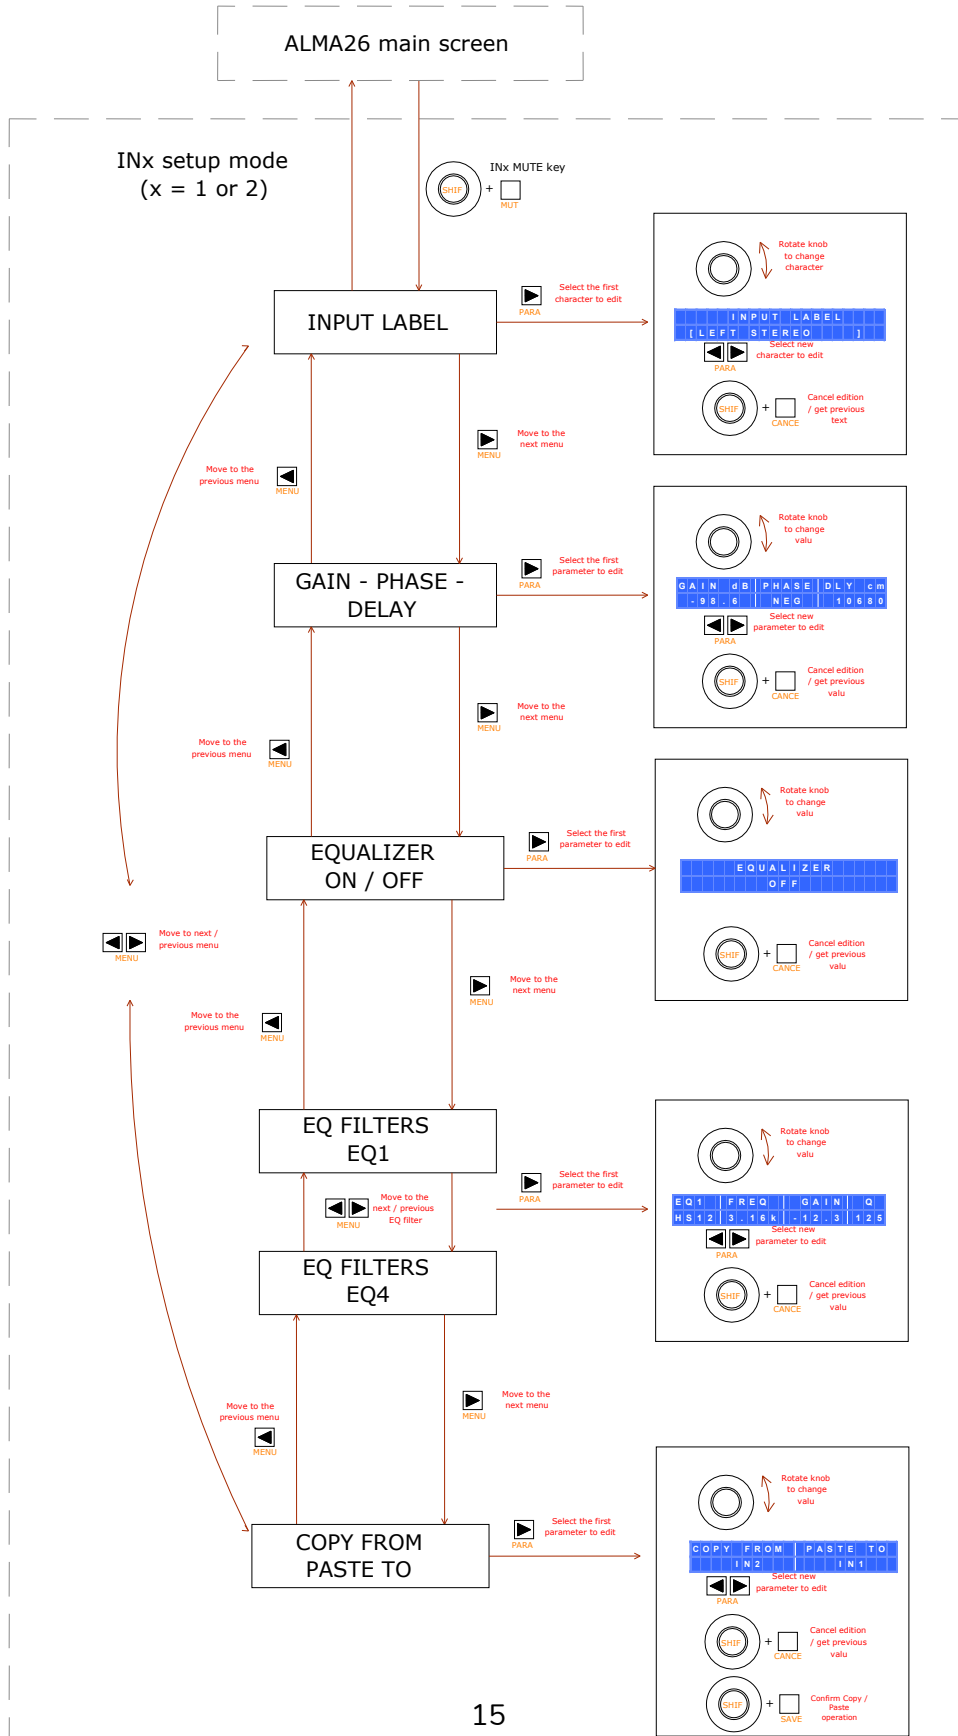 ALMA26 main screen
INx setup mode
(x = 1 or 2)
INx MUTE key
SHIF
+
MUT
Rotate knob
to change
character
INPUT LABEL
PARA
Select the first
character to edit
INPUT LABEL
[LEFT STEREO ]
Select new
character to edit
PARA
SHIF
+
CANCE
Cancel edition
/ get previous
text
Move to the
previous menu
MENU
MENU
Move to the
next menu
Rotate knob
to change
valu
GAIN - PHASE -
DELAY
PARA
Select the first
parameter to edit
GAIN dB PHASE DLY cm
-98.6 NEG 10680
Select new
parameter to edit
PARA
SHIF
+
CANCE
Cancel edition
/ get previous
valu
Move to the
previous menu
MENU
MENU
Move to the
next menu
Rotate knob
to change
valu
EQUALIZER
ON / OFF
PARA
Select the first
parameter to edit
EQUALIZER
OFF
SHIF
+
CANCE
Cancel edition
/ get previous
valu
MENU
Move to next /
previous menu
Move to the
previous menu
MENU
MENU
Move to the
next menu
Rotate knob
to change
valu
EQ FILTERS
EQ1
PARA
Select the first
parameter to edit
EQ1 FREQ GAIN Q
HS12 3.16k -12.3 125
Select new
parameter to edit
PARA
SHIF
+
CANCE
Cancel edition
/ get previous
valu
MENU
Move to the
next / previous
EQ filter
EQ FILTERS
EQ4
Move to the
previous menu
MENU
MENU
Move to the
next menu
Rotate knob
to change
valu
COPY FROM
PASTE TO
PARA
Select the first
parameter to edit
COPY FROM PASTE TO
IN2 IN1
Select new
parameter to edit
PARA
SHIF
+
CANCE
Cancel edition
/ get previous
valu
SHIF
+
SAVE
Confirm Copy /
Paste
operation
15